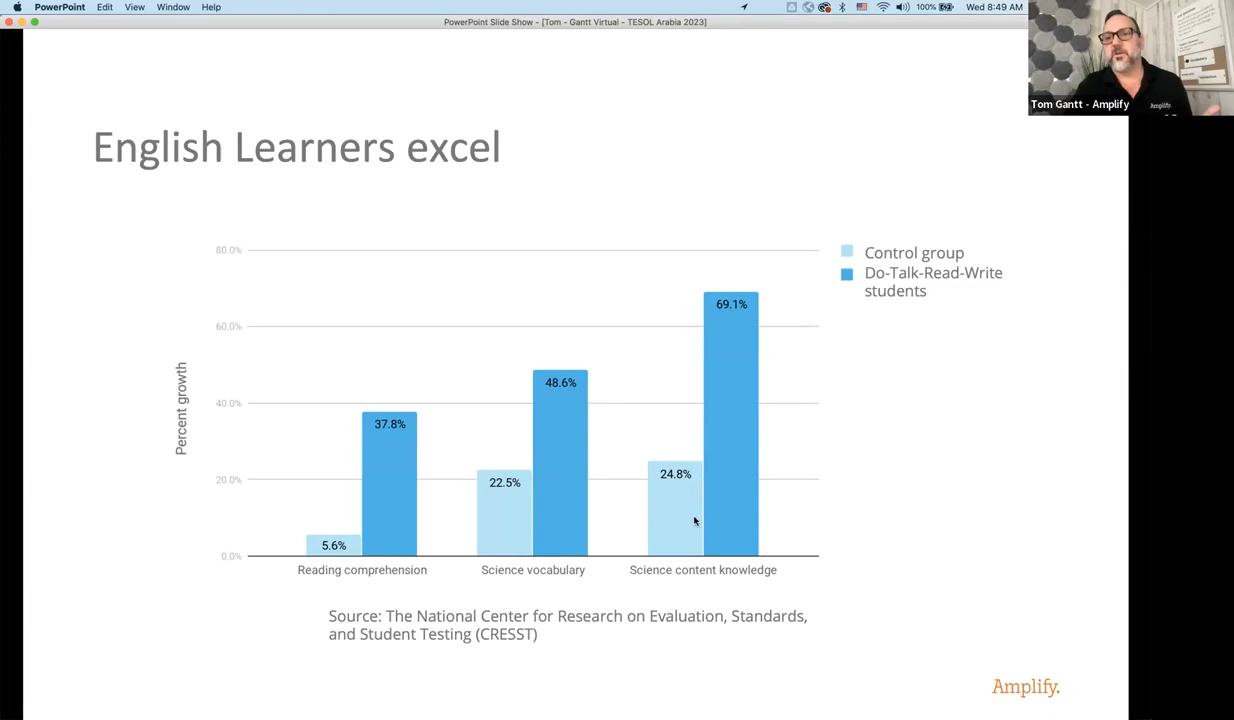 PowerPoint Edit View Window Help
100% Wed 8:49 AM
PowerPoint Slide Show - [Tom - Gantt Virtual - TESOL Arabia 2023]
Tom Gantt - Amplify
Amplify.
English Learners excel
80.0%
60.0%
40.0%
20.0%
0.0%
Percent growth
Control group
Do-Talk-Read-Write
students
5.6%
37.8%
22.5%
48.6%
24.8%
69.1%
Reading comprehension
Science vocabulary
Science content knowledge
Source: The National Center for Research on Evaluation, Standards,
and Student Testing (CRESST)
Amplify.